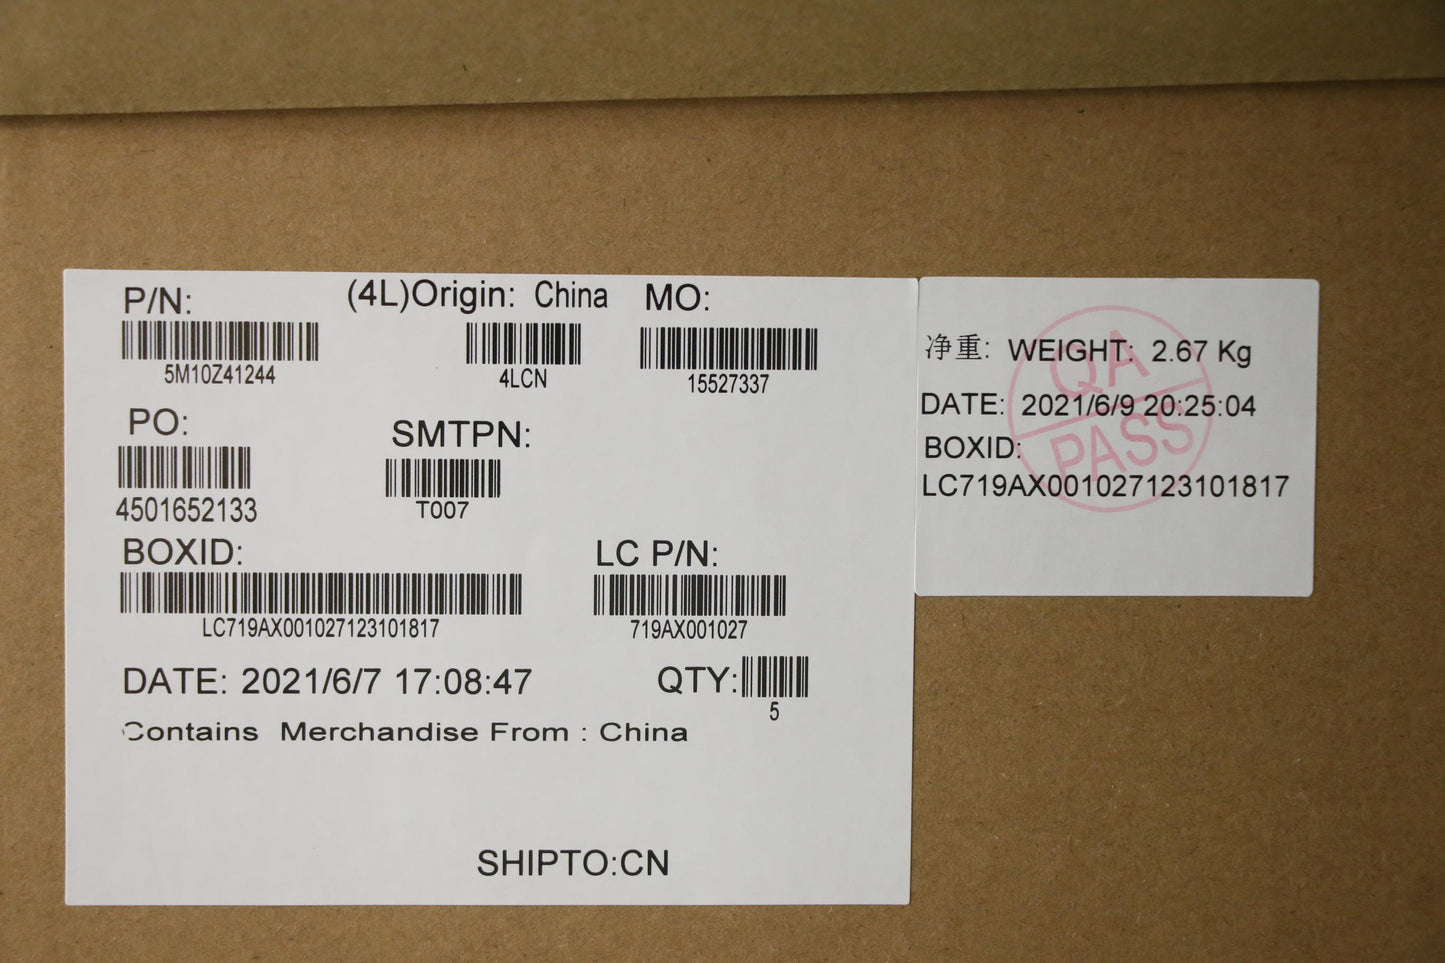 P/N: (4L)Origin: China MO:
5M10Z41244 4LCN 15527337
PO: SMTPN:
4501652133 T007
BOXID: LC P/N:
LC719AX001027123101817 719AX001027
DATE: 2021/6/7 17:08:47 QTY:
5
Contains Merchandise From : China
SHIPTO:CN
净重: WEIGHT: 2.67 Kg
DATE: 2021/6/9 20:25:04
BOXID:
LC719AX001027123101817
QA
PASS